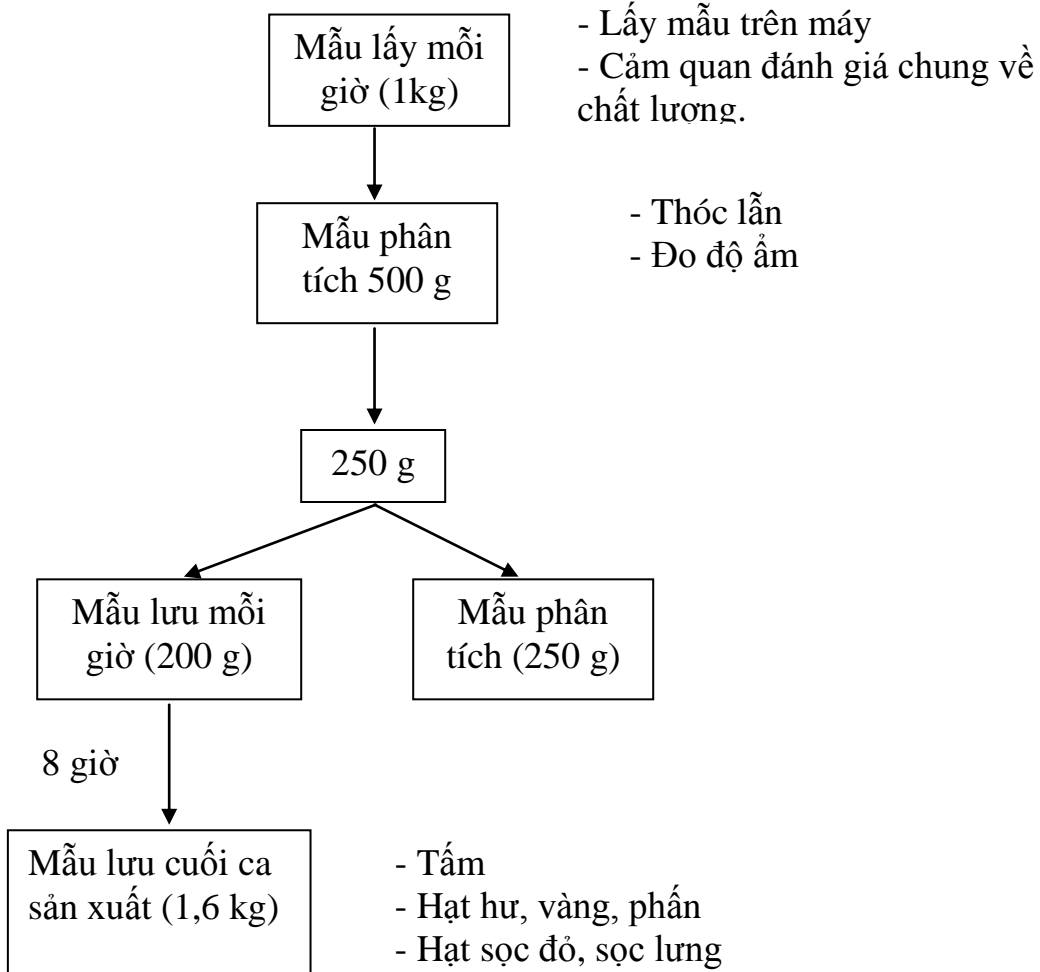 Mẫu lấy mỗi
giờ (1kg)
- Lấy mẫu trên máy
- Cảm quan đánh giá chung về
chất lượng.
Mẫu phân
tích 500 g
- Thóc lẫn
- Đo độ ẩm
250 g
Mẫu lưu mỗi
giờ (200 g)
Mẫu phân
tích (250 g)
8 giờ
Mẫu lưu cuối ca
sản xuất (1,6 kg)
- Tấm
- Hạt hư, vàng, phấn
- Hạt sọc đỏ, sọc lưng